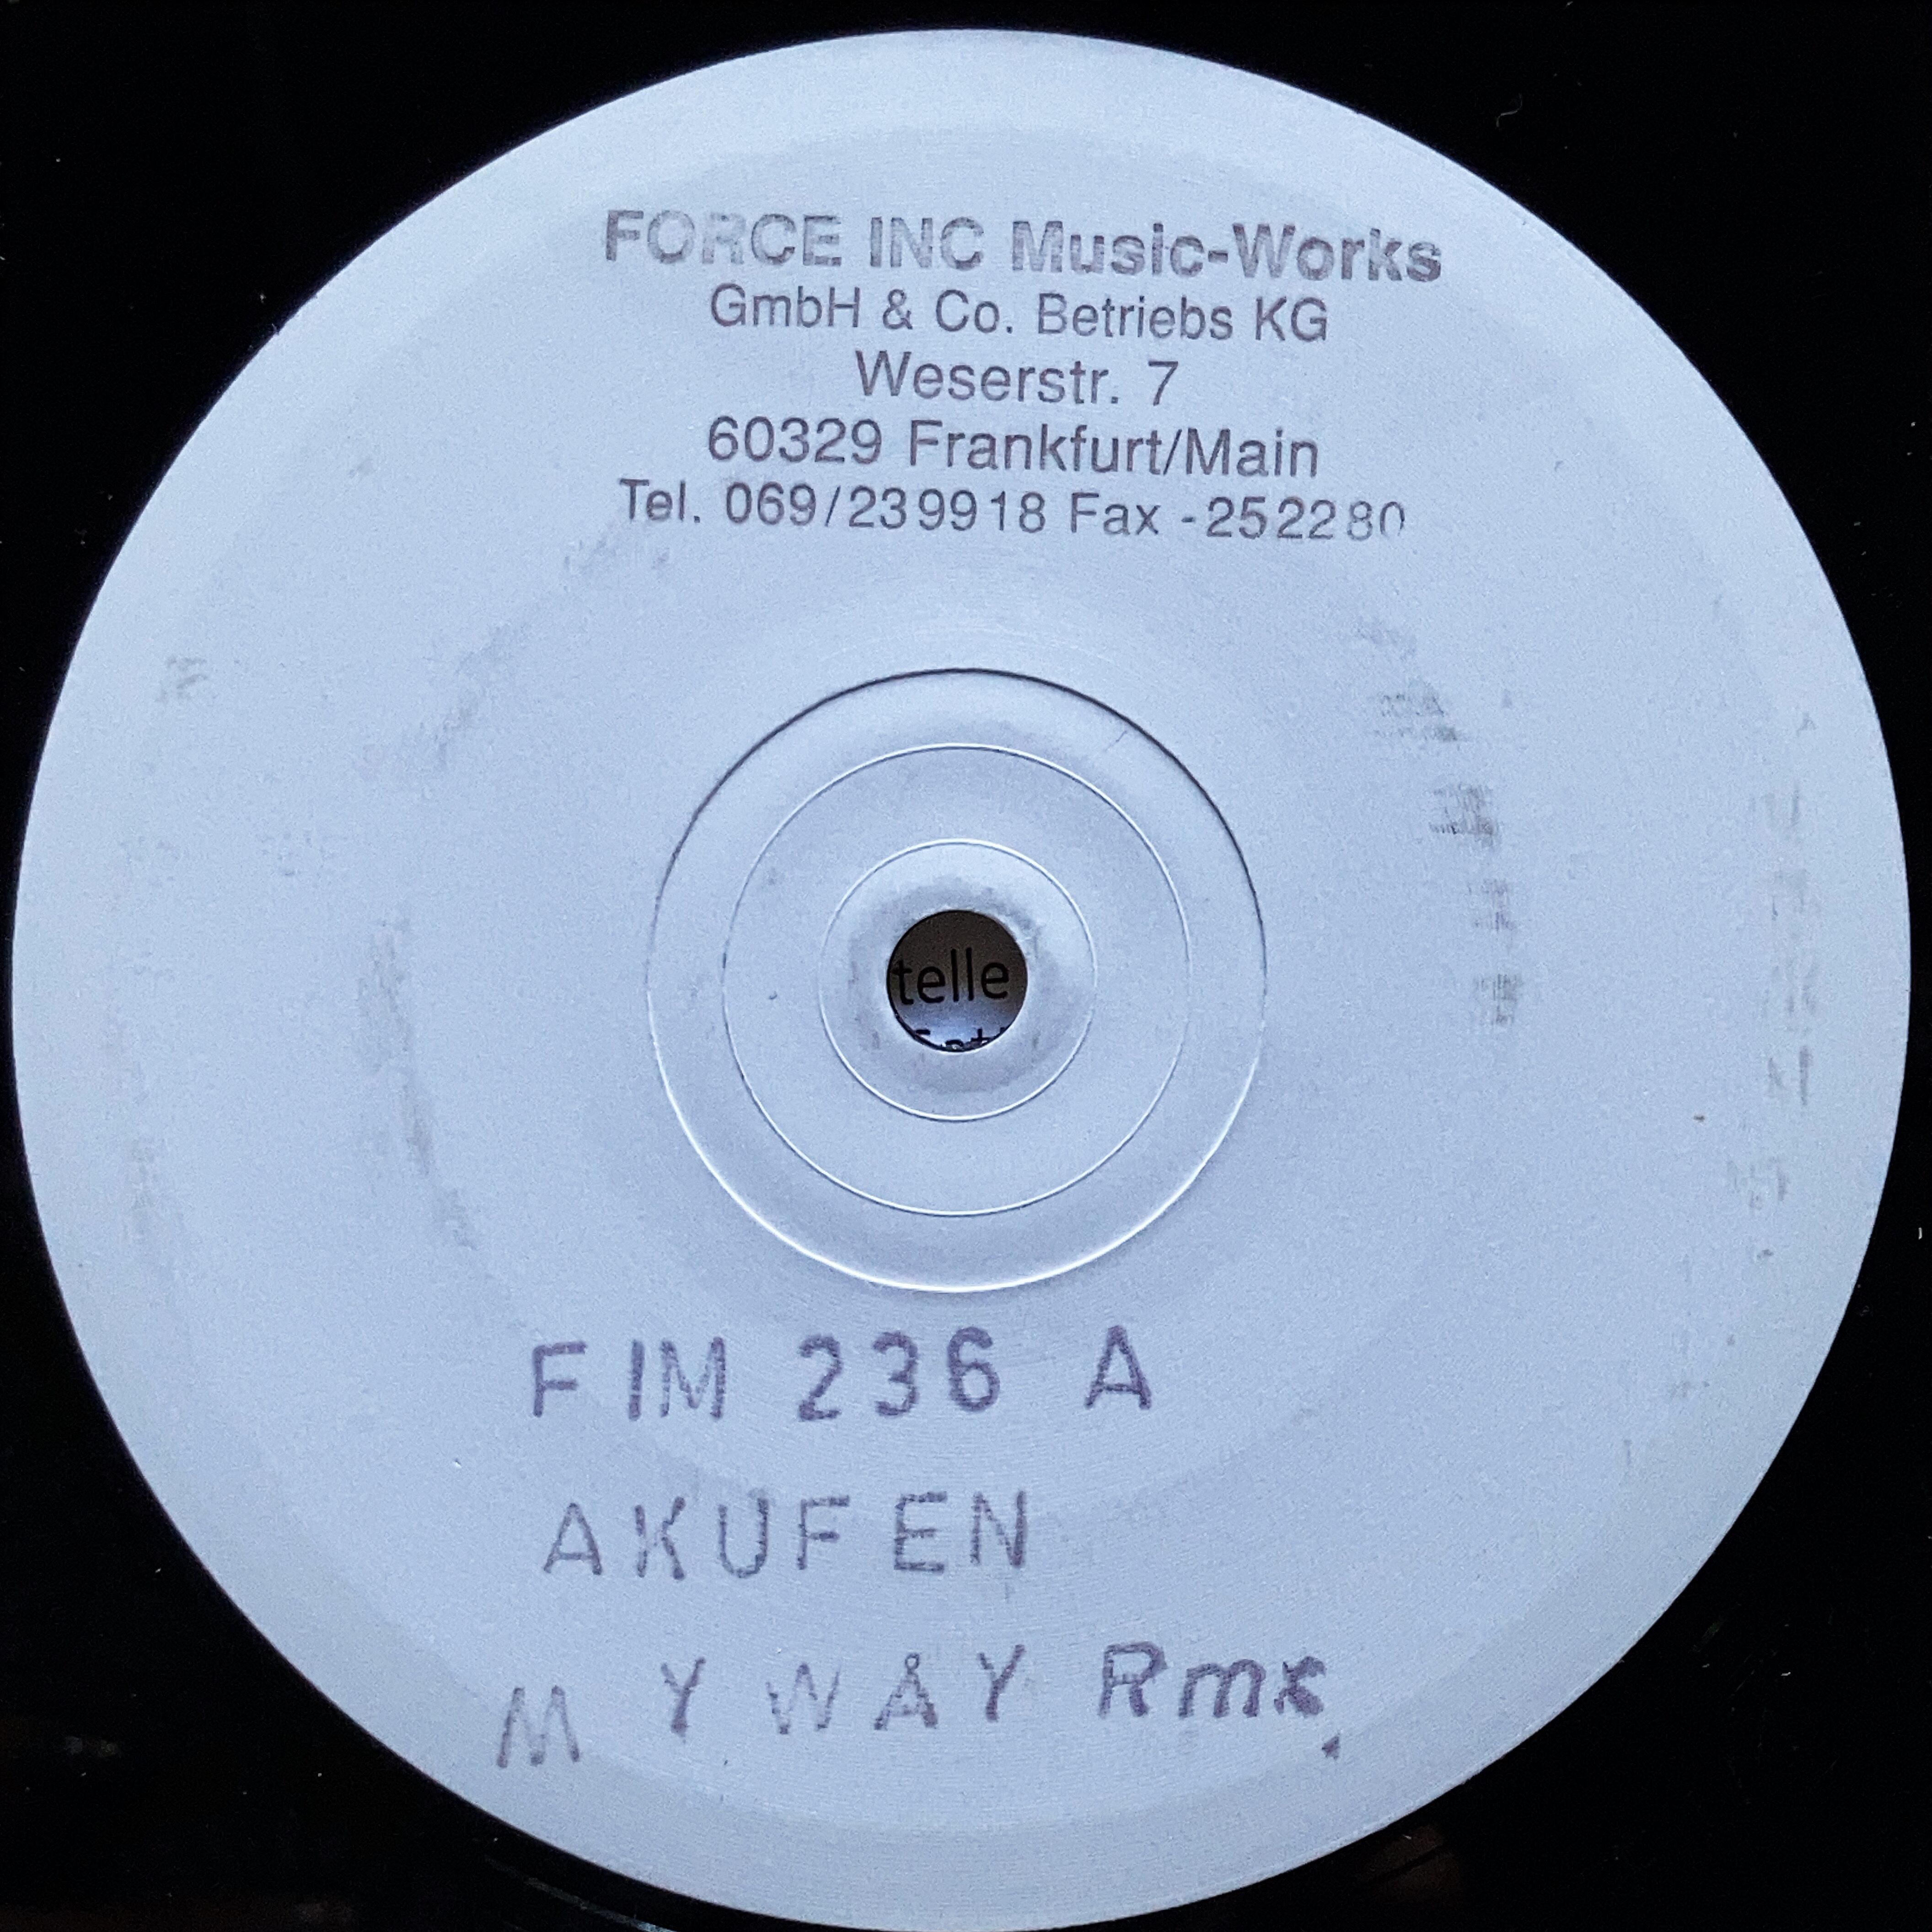 FORCE INC Music-Works
GmbH & Co. Betriebs KG
Weserstr. 7
60329 Frankfurt/Main
Tel. 069/239918 Fax -252280
telle
FIM 236 A
AKUFEN
MY WAY Rmx.